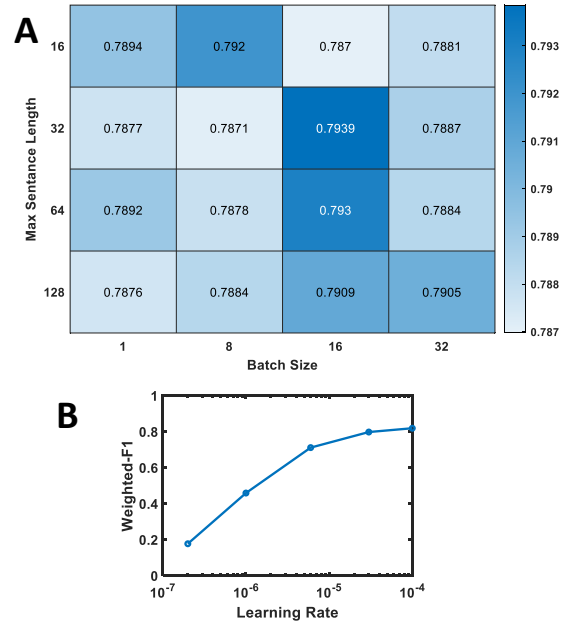 A
16 0.7894 0.792 0.787 0.7881
32 0.7877 0.7871 0.7939 0.7887
64 0.7892 0.7878 0.793 0.7884
128 0.7876 0.7884 0.7909 0.7905
1 8 16 32
Max Sentance Length
Batch Size
0.793
0.792
0.791
0.79
0.789
0.788
0.787
B
1
0.8
0.6
0.4
0.2
0
Weighted-F1
10^-7 10^-6 10^-5 10^-4
Learning Rate